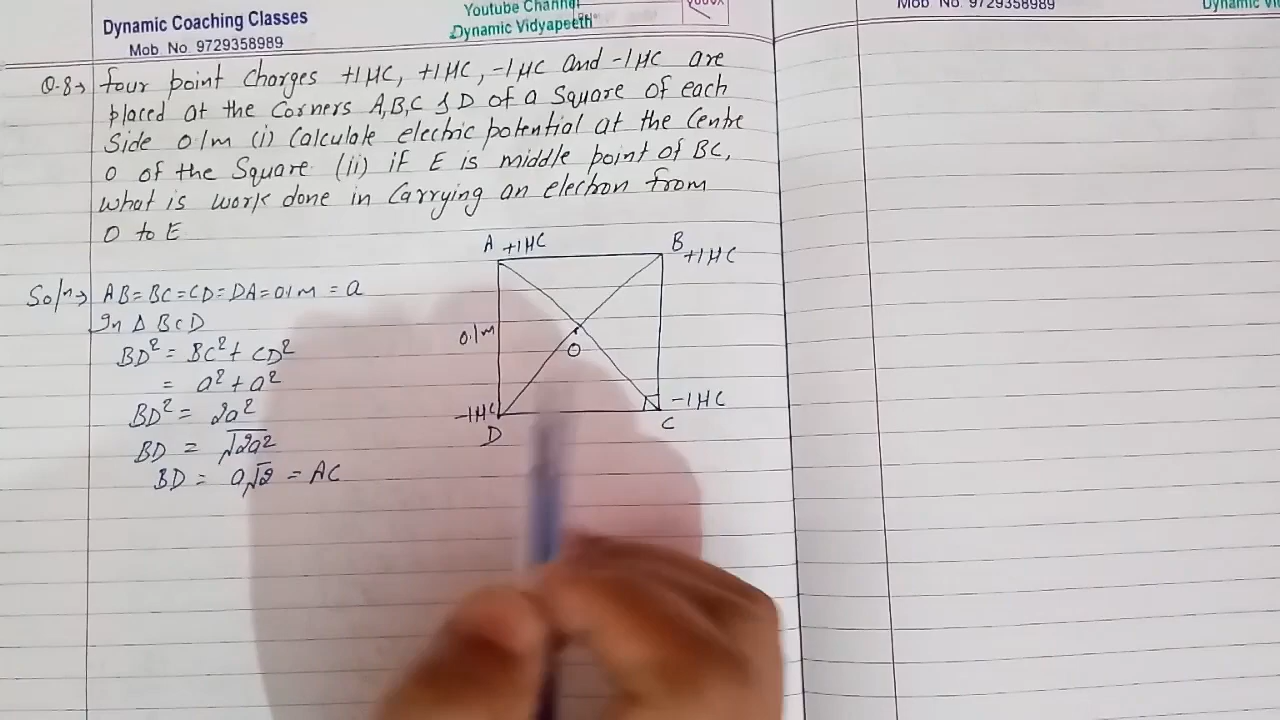 Dynamic Coaching Classes
Mob. No. 9729358989
Youtube Channel
Dynamic Vidyapeeth
Mob No. 9729358989
Dynamic
Q.8→ four point Charges +1μC, +1μC, -1μC and -1μC are
placed at the Corners A,B,C & D of a Square of each
Side 0.1m (i) Calculate electric potential at the Centre
O of the Square. (ii) if E is middle point of BC,
what is work done in Carrying an electron from
O to E
Soln→ AB=BC=CD=DA=0.1m = a
In Δ BCD
BD² = BC² + CD²
= a² + a²
BD² = 2a²
BD = √2a²
BD = a√2 = AC
A +1μC
B +1μC
0.1m
O
-1μC
D
-1μC
C